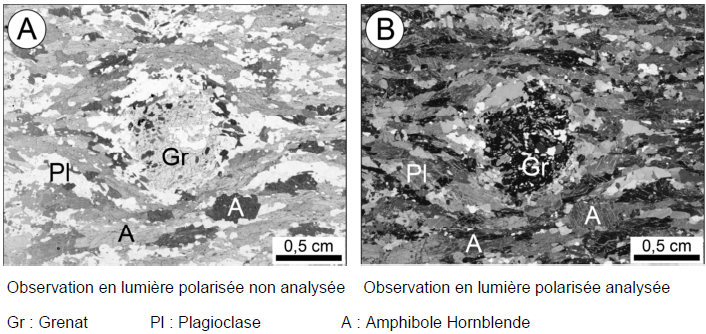 A B
Gr Gr
Pl Pl
A A
A A
0,5 cm 0,5 cm
Observation en lumière polarisée non analysée Observation en lumière polarisée analysée
Gr : Grenat Pl : Plagioclase A : Amphibole Hornblende